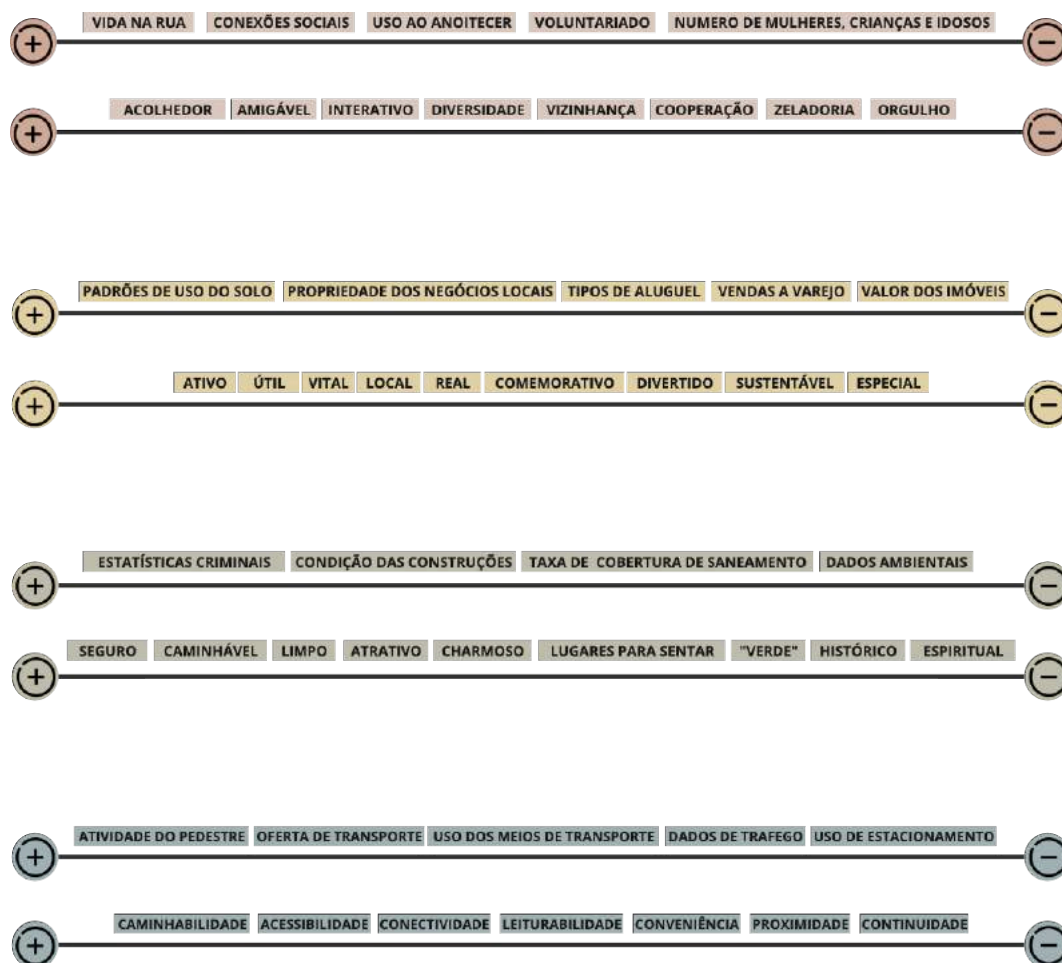 VIDA NA RUA CONEXÕES SOCIAIS USO AO ANOITECER VOLUNTARIADO NUMERO DE MULHERES, CRIANÇAS E IDOSOS
+ −
ACOLHEDOR AMIGÁVEL INTERATIVO DIVERSIDADE VIZINHANÇA COOPERAÇÃO ZELADORIA ORGULHO
+ −
PADRÕES DE USO DO SOLO PROPRIEDADE DOS NEGÓCIOS LOCAIS TIPOS DE ALUGUEL VENDAS A VAREJO VALOR DOS IMÓVEIS
+ −
ATIVO ÚTIL VITAL LOCAL REAL COMEMORATIVO DIVERTIDO SUSTENTÁVEL ESPECIAL
+ −
ESTATÍSTICAS CRIMINAIS CONDIÇÃO DAS CONSTRUÇÕES TAXA DE COBERTURA DE SANEAMENTO DADOS AMBIENTAIS
+ −
SEGURO CAMINHÁVEL LIMPO ATRATIVO CHARMOSO LUGARES PARA SENTAR "VERDE" HISTÓRICO ESPIRITUAL
+ −
ATIVIDADE DO PEDESTRE OFERTA DE TRANSPORTE USO DOS MEIOS DE TRANSPORTE DADOS DE TRAFEGO USO DE ESTACIONAMENTO
+ −
CAMINHABILIDADE ACESSIBILIDADE CONECTIVIDADE LEITURABILIDADE CONVENIÊNCIA PROXIMIDADE CONTINUIDADE
+ −